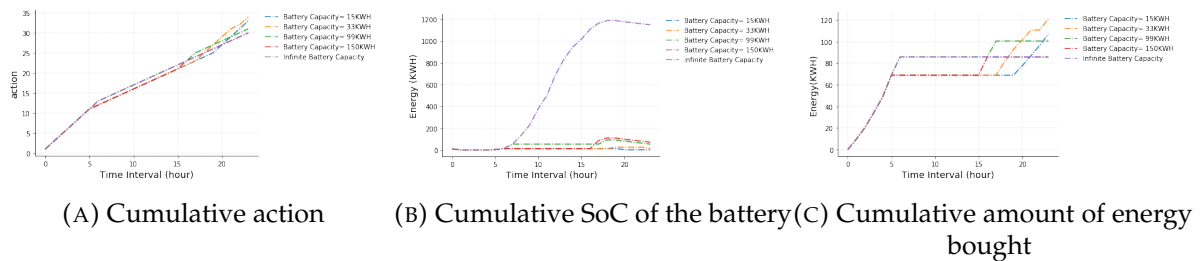 35
30
25
20
15
10
5
0
action
0 5 10 15 20
Time Interval (hour)
Battery Capacity= 15KWH
Battery Capacity= 33KWH
Battery Capacity= 99KWH
Battery Capacity= 150KWH
Infinite Battery Capacity
1200
1000
800
600
400
200
0
Energy (KWH)
0 5 10 15 20
Time Interval (hour)
Battery Capacity= 15KWH
Battery Capacity= 33KWH
Battery Capacity= 99KWH
Battery Capacity= 150KWH
Infinite Battery Capacity
120
100
80
60
40
20
0
Energy(KWH)
0 5 10 15 20
Time Interval (hour)
Battery Capacity= 15KWH
Battery Capacity= 33KWH
Battery Capacity= 99KWH
Battery Capacity= 150KWH
Infinite Battery Capacity
(A) Cumulative action
(B) Cumulative SoC of the battery
(C) Cumulative amount of energy
bought